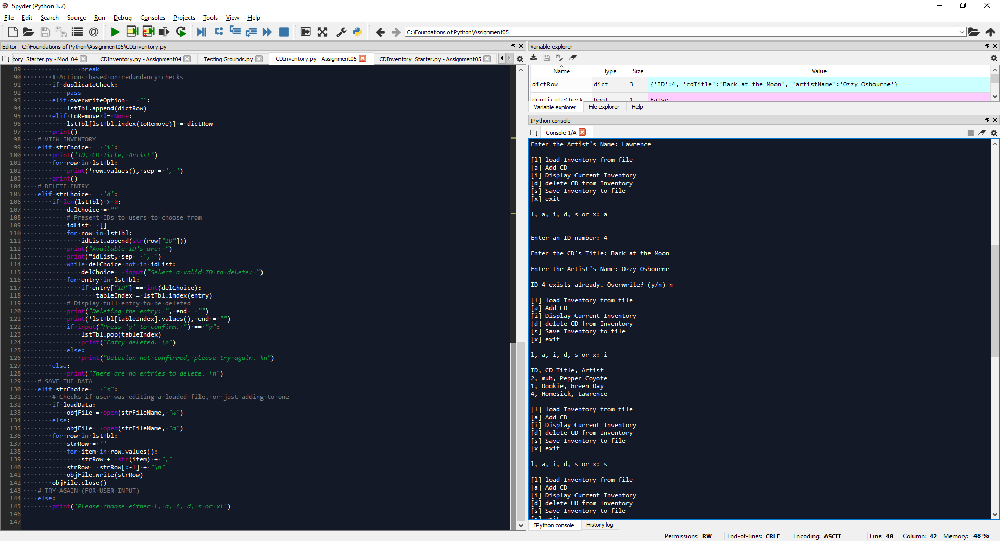 Spyder (Python 3.7)
File Edit Search Source Run Debug Consoles Projects Tools View Help
C:\Foundations of Python\Assignment05
Editor - C:\Foundations of Python\Assignment05\CDInventory.py
tory_Starter.py - Mod_04 CDInventory.py - Assignment04 Testing Grounds.py CDInventory.py - Assignment05 CDInventory_Starter.py - Assignment05
89 break
90 # Actions based on redundancy checks
91 if duplicateCheck:
92 pass
93 elif overwriteOption == "":
94 lstTbl.append(dictRow)
95 elif toRemove != None:
96 lstTbl[lstTbl.index(toRemove)] = dictRow
97 print()
98 # VIEW INVENTORY
99 elif strChoice == 'i':
100 print('ID, CD Title, Artist')
101 for row in lstTbl:
102 print(*row.values(), sep = ', ')
103 print()
104 # DELETE ENTRY
105 elif strChoice == 'd':
106 if len(lstTbl) > 0:
107 delChoice = ""
108 # Present IDs to users to choose from
109 idList = []
110 for row in lstTbl:
111 idList.append(str(row["ID"]))
112 print("Available ID's are: ")
113 print(*idList, sep = ", ")
114 while delChoice not in idList:
115 delChoice = input("Select a valid ID to delete: ")
116 for entry in lstTbl:
117 if entry["ID"] == int(delChoice):
118 tableIndex = lstTbl.index(entry)
119 # Display full entry to be deleted
120 print("Deleting the entry: ", end = "")
121 print(*lstTbl[tableIndex].values(), end = "")
122 if input("Press 'y' to confirm. ") == "y":
123 lstTbl.pop(tableIndex)
124 print("Entry deleted. \n")
125 else:
126 print("Deletion not confirmed, please try again. \n")
127 else:
128 print("There are no entries to delete. \n")
129 # SAVE THE DATA
130 elif strChoice == "s":
131 # Checks if user was editing a loaded file, or just adding to one
132 if loadData:
133 objFile = open(strFileName, "w")
134 else:
135 objFile = open(strFileName, "a")
136 for row in lstTbl:
137 strRow = ''
138 for item in row.values():
139 strRow += str(item) + ","
140 strRow = strRow[:-1] + "\n"
141 objFile.write(strRow)
142 objFile.close()
143 # TRY AGAIN (FOR USER INPUT)
144 else:
145 print('Please choose either l, a, i, d, s or x!')
146
147
Variable explorer
Name Type Size Value
dictRow dict 3 {'ID':4, 'cdTitle':'Bark at the Moon', 'artistName':'Ozzy Osbourne'}
duplicateCheck bool 1 False
Variable explorer File explorer Help
IPython console
Console 1/A
Enter the Artist's Name: Lawrence
[l] load Inventory from file
[a] Add CD
[i] Display Current Inventory
[d] delete CD from Inventory
[s] Save Inventory to file
[x] exit
l, a, i, d, s or x: a
Enter an ID number: 4
Enter the CD's Title: Bark at the Moon
Enter the Artist's Name: Ozzy Osbourne
ID 4 exists already. Overwrite? (y/n) n
[l] load Inventory from file
[a] Add CD
[i] Display Current Inventory
[d] delete CD from Inventory
[s] Save Inventory to file
[x] exit
l, a, i, d, s or x: i
ID, CD Title, Artist
2, muh, Pepper Coyote
1, Dookie, Green Day
4, Homesick, Lawrence
[l] load Inventory from file
[a] Add CD
[i] Display Current Inventory
[d] delete CD from Inventory
[s] Save Inventory to file
[x] exit
l, a, i, d, s or x: s
[l] load Inventory from file
[a] Add CD
[i] Display Current Inventory
[d] delete CD from Inventory
[s] Save Inventory to file
[x] exit
IPython console History log
Permissions: RW End-of-lines: CRLF Encoding: ASCII Line: 48 Column: 42 Memory: 48 %